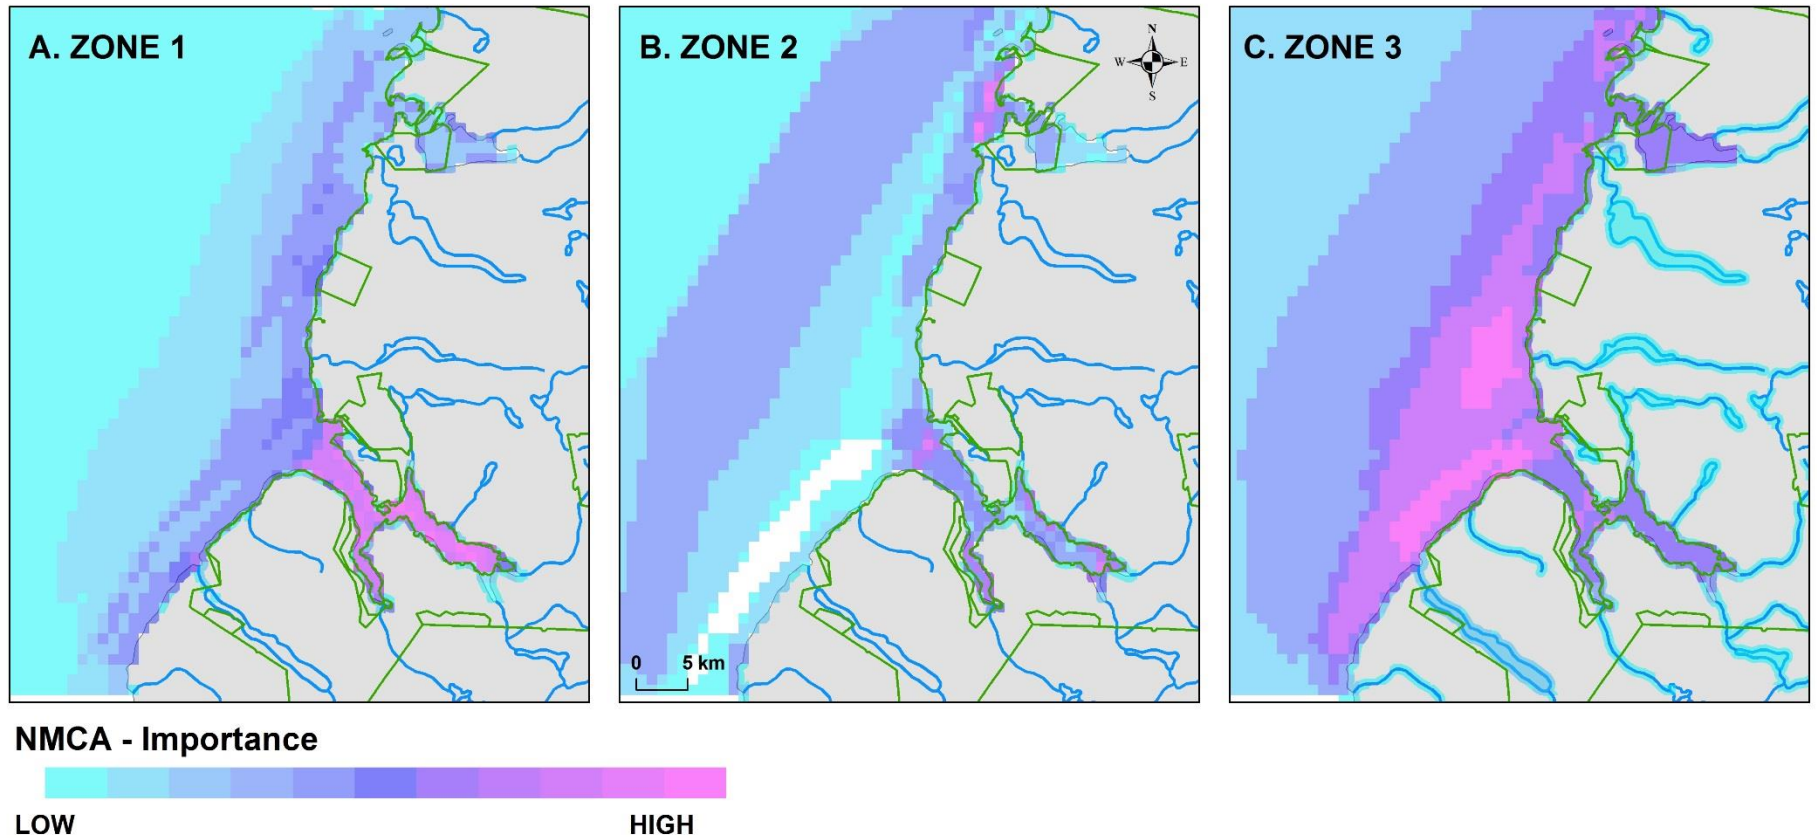 A. ZONE 1
B. ZONE 2
N
W E
S
C. ZONE 3
0 5 km
NMCA - Importance
LOW HIGH